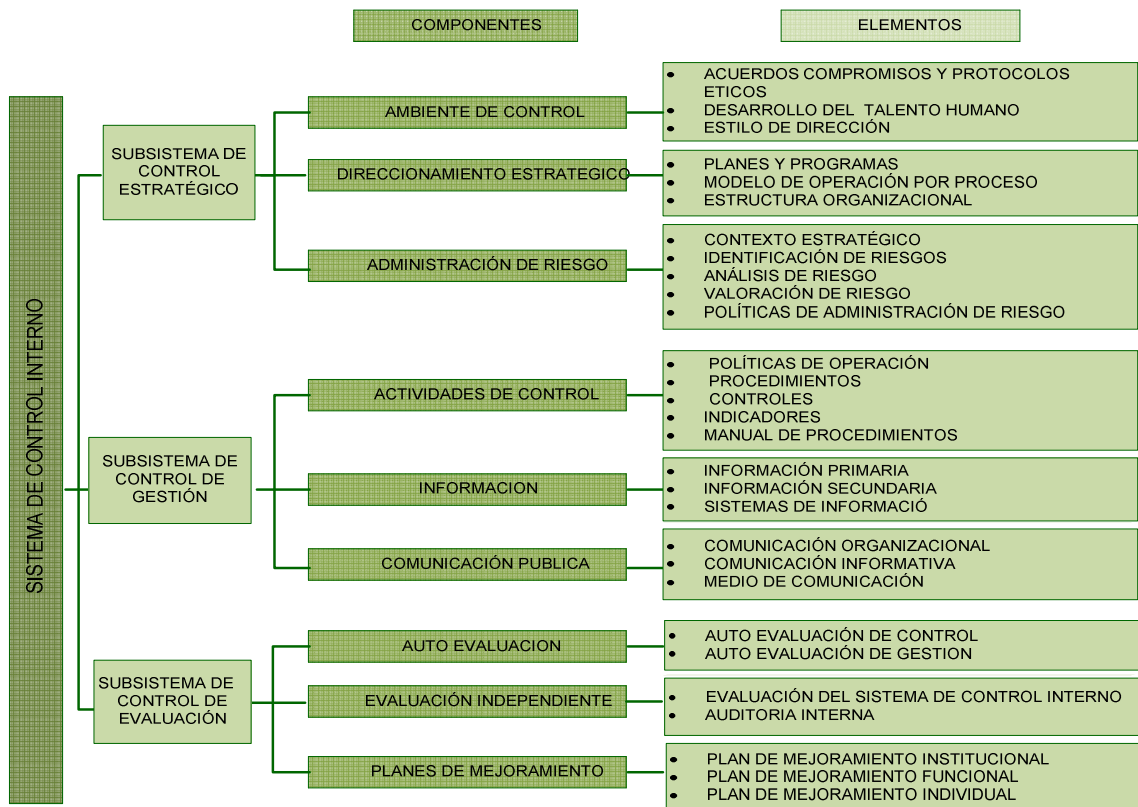 COMPONENTES
ELEMENTOS
SISTEMA DE CONTROL INTERNO
SUBSISTEMA DE
CONTROL
ESTRATÉGICO
AMBIENTE DE CONTROL
• ACUERDOS COMPROMISOS Y PROTOCOLOS
ETICOS
• DESARROLLO DEL TALENTO HUMANO
• ESTILO DE DIRECCIÓN
DIRECCIONAMIENTO ESTRATEGICO
• PLANES Y PROGRAMAS
• MODELO DE OPERACIÓN POR PROCESO
• ESTRUCTURA ORGANIZACIONAL
ADMINISTRACIÓN DE RIESGO
• CONTEXTO ESTRATÉGICO
• IDENTIFICACIÓN DE RIESGOS
• ANÁLISIS DE RIESGO
• VALORACIÓN DE RIESGO
• POLÍTICAS DE ADMINISTRACIÓN DE RIESGO
SUBSISTEMA DE
CONTROL DE
GESTIÓN
ACTIVIDADES DE CONTROL
• POLÍTICAS DE OPERACIÓN
• PROCEDIMIENTOS
• CONTROLES
• INDICADORES
• MANUAL DE PROCEDIMIENTOS
INFORMACION
• INFORMACIÓN PRIMARIA
• INFORMACIÓN SECUNDARIA
• SISTEMAS DE INFORMACIÓ
COMUNICACIÓN PUBLICA
• COMUNICACIÓN ORGANIZACIONAL
• COMUNICACIÓN INFORMATIVA
• MEDIO DE COMUNICACIÓN
SUBSISTEMA DE
CONTROL DE
EVALUACIÓN
AUTO EVALUACION
• AUTO EVALUACIÓN DE CONTROL
• AUTO EVALUACIÓN DE GESTION
EVALUACIÓN INDEPENDIENTE
• EVALUACIÓN DEL SISTEMA DE CONTROL INTERNO
• AUDITORIA INTERNA
PLANES DE MEJORAMIENTO
• PLAN DE MEJORAMIENTO INSTITUCIONAL
• PLAN DE MEJORAMIENTO FUNCIONAL
• PLAN DE MEJORAMIENTO INDIVIDUAL